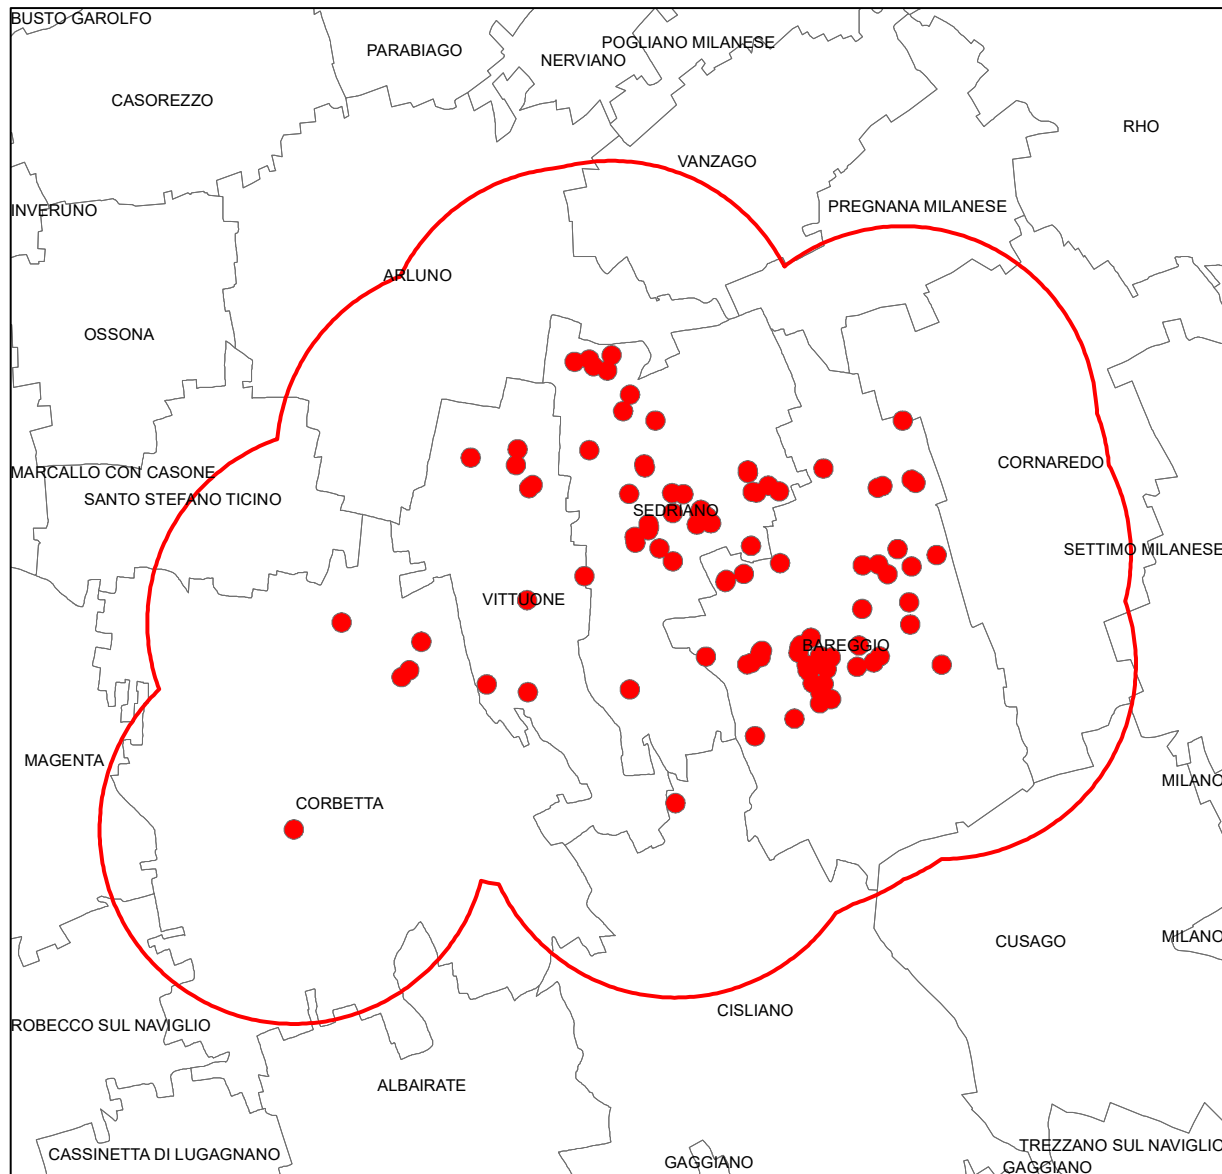 BUSTO GAROLFO
POGLIANO MILANESE
PARABIAGO
NERVIANO
CASOREZZO
RHO
VANZAGO
PREGNANA MILANESE
INVERUNO
ARLUNO
OSSONA
CORNAREDO
MARCALLO CON CASONE
SANTO STEFANO TICINO
SEDRIANO
SETTIMO MILANESE
VITTUONE
BAREGGIO
MAGENTA
MILANO
CORBETTA
MILANO
CUSAGO
CISLIANO
ROBECCO SUL NAVIGLIO
ALBAIRATE
TREZZANO SUL NAVIGLIO
CASSINETTA DI LUGAGNANO
GAGGIANO
GAGGIANO